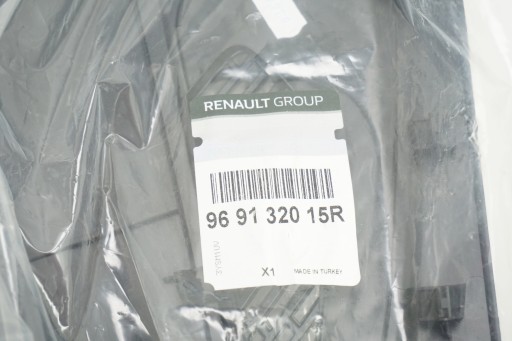 RENAULT GROUP
96 91 320 15R
X1
MADE IN TURKEY